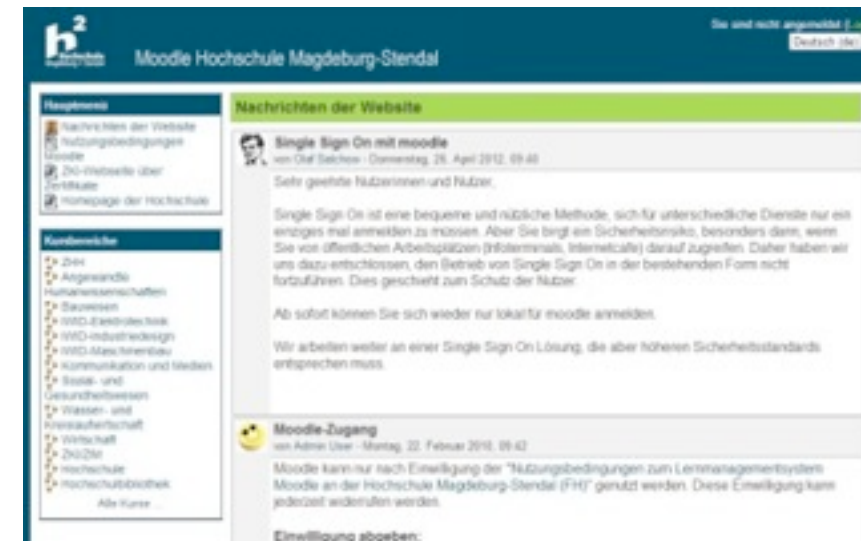 h²
Moodle Hochschule Magdeburg-Stendal
Sie sind nicht angemeldet
Deutsch (de)
Hauptmenü
Nachrichten der Website
Nutzungsbedingungen
Moodle
ZKI-Webseite über
Zertifikate
Homepage der Hochschule
Kursbereiche
ZHH
Angewandte
Humanwissenschaften
Bauwesen
IWID-Elektrotechnik
IWID-Industriedesign
IWID-Maschinenbau
Kommunikation und Medien
Sozial- und
Gesundheitswesen
Wasser- und
Kreislaufwirtschaft
Wirtschaft
ZKI/ZIM
Hochschule
Hochschulbibliothek
Alle Kurse ...
Nachrichten der Website
Single Sign On mit moodle
von Olaf Salchow - Donnerstag, 26. April 2012, 09:40
Sehr geehrte Nutzerinnen und Nutzer,
Single Sign On ist eine bequeme und nützliche Methode, sich für unterschiedliche Dienste nur ein
einziges mal anmelden zu müssen. Aber Sie birgt ein Sicherheitsrisiko, besonders dann, wenn
Sie von öffentlichen Arbeitsplätzen (Infoterminals, Internetcafe) darauf zugreifen. Daher haben wir
uns dazu entschlossen, den Betrieb von Single Sign On in der bestehenden Form nicht
fortzuführen. Dies geschieht zum Schutz der Nutzer.
Ab sofort können Sie sich wieder nur lokal für moodle anmelden.
Wir arbeiten weiter an einer Single Sign On Lösung, die aber höheren Sicherheitsstandards
entsprechen muss.
Moodle-Zugang
von Admin User - Montag, 22. Februar 2010, 09:42
Moodle kann nur nach Einwilligung der "Nutzungsbedingungen zum Lernmanagementsystem
Moodle an der Hochschule Magdeburg-Stendal (FH)" genutzt werden. Diese Einwilligung kann
jederzeit widerrufen werden.
Einwilligung abgeben: